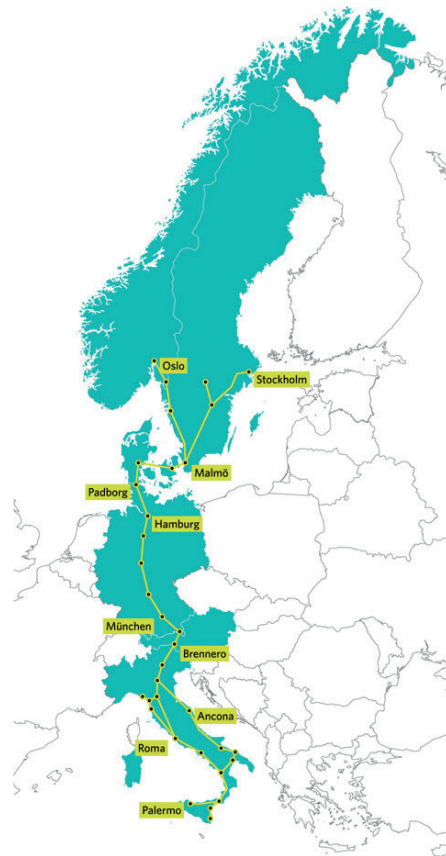 Oslo
Stockholm
Malmö
Padborg
Hamburg
München
Brennero
Ancona
Roma
Palermo